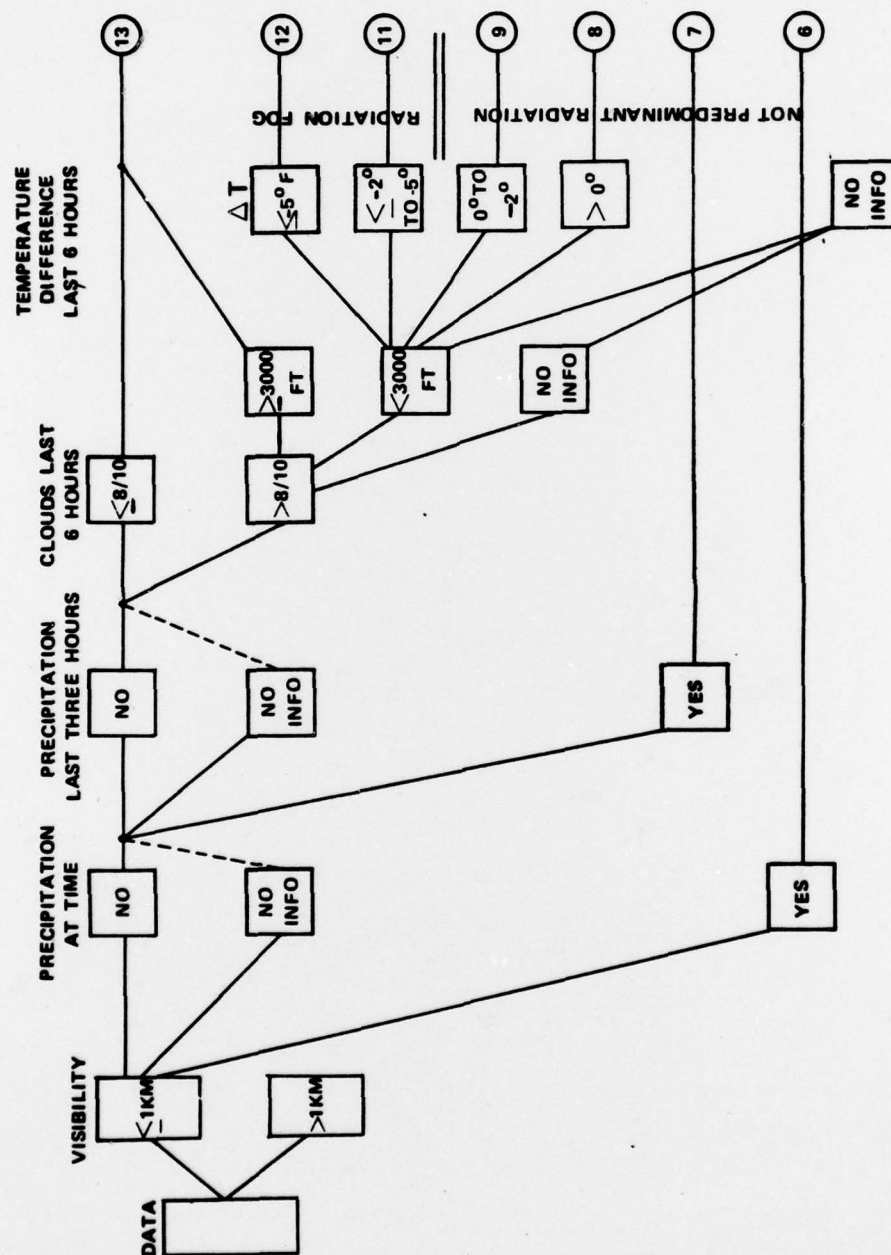 DATA
VISIBILITY
≤1KM
>1KM
PRECIPITATION
AT TIME
NO
NO
INFO
YES
PRECIPITATION
LAST THREE HOURS
NO
NO
INFO
YES
CLOUDS LAST
6 HOURS
≤8/10
>8/10
≥3000
FT
<3000
FT
NO
INFO
TEMPERATURE
DIFFERENCE
LAST 6 HOURS
ΔT
≤-5° F
≤-2°
TO-5°
0°TO
-2°
>0°
NO
INFO
RADIATION FOG
NOT PREDOMINANT RADIATION
13
12
11
9
8
7
6